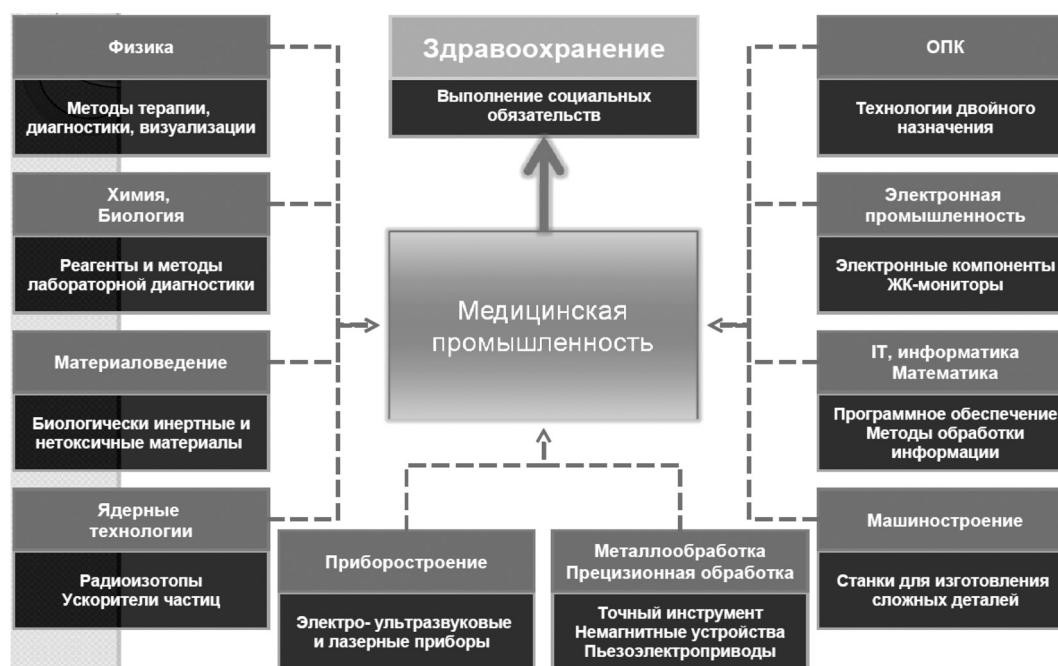 Физика
Методы терапии,
диагностики, визуализации
Химия,
Биология
Реагенты и методы
лабораторной диагностики
Материаловедение
Биологически инертные и
нетоксичные материалы
Ядерные
технологии
Радиоизотопы
Ускорители частиц
Здравоохранение
Выполнение социальных
обязательств
Медицинская
промышленность
Приборостроение
Электро- ультразвуковые
и лазерные приборы
Металлообработка
Прецизионная обработка
Точный инструмент
Немагнитные устройства
Пьезоэлектроприводы
ОПК
Технологии двойного
назначения
Электронная
промышленность
Электронные компоненты
ЖК-мониторы
IT, информатика
Математика
Программное обеспечение
Методы обработки
информации
Машиностроение
Станки для изготовления
сложных деталей